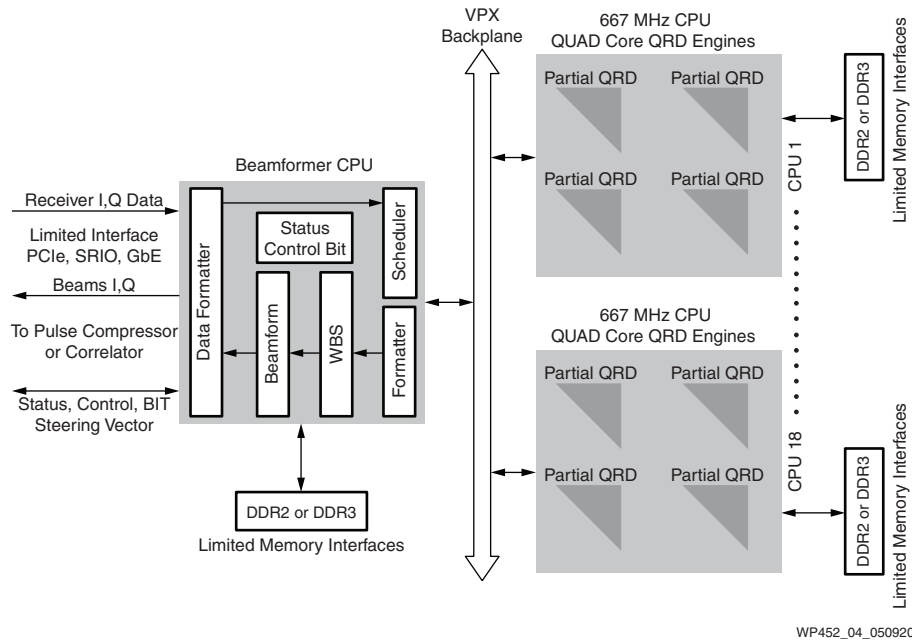 VPX
Backplane
667 MHz CPU
QUAD Core QRD Engines
Partial QRD
Partial QRD
Partial QRD
Partial QRD
CPU 1
DDR2 or DDR3
Limited Memory Interfaces
Beamformer CPU
Receiver I,Q Data
Limited Interface
PCIe, SRIO, GbE
Beams I,Q
To Pulse Compressor
or Correlator
Status, Control, BIT
Steering Vector
Data Formatter
Status
Control Bit
Scheduler
Beamform
WBS
Formatter
DDR2 or DDR3
Limited Memory Interfaces
667 MHz CPU
QUAD Core QRD Engines
Partial QRD
Partial QRD
Partial QRD
Partial QRD
CPU 18
DDR2 or DDR3
Limited Memory Interfaces